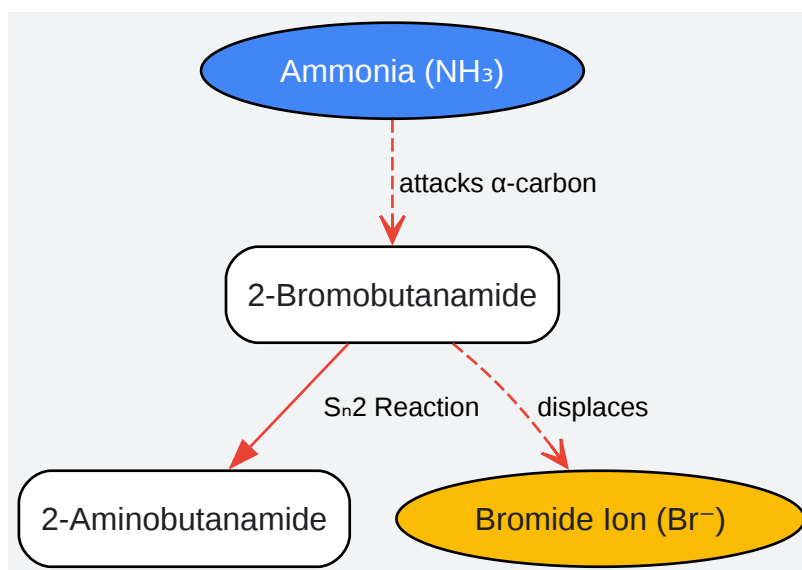 Ammonia (NH₃)
attacks α-carbon
2-Bromobutanamide
Sₙ2 Reaction
displaces
2-Aminobutanamide
Bromide Ion (Br⁻)